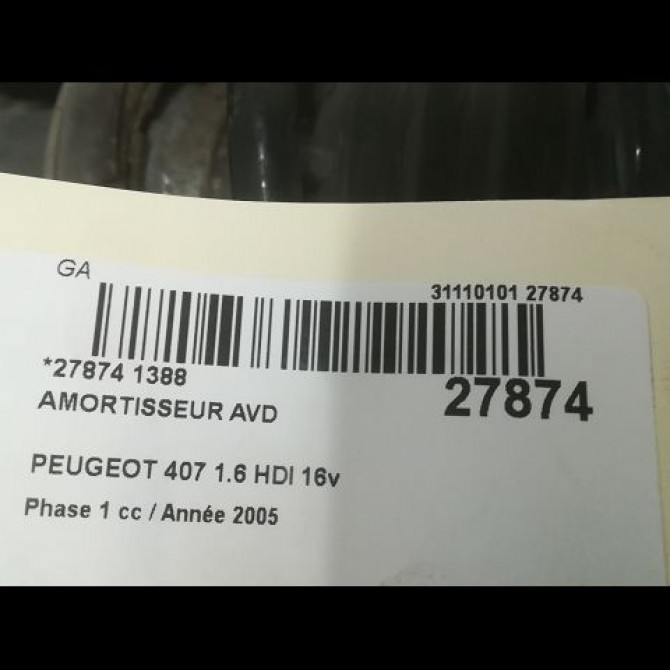 GA
31110101 27874
*27874 1388
27874
AMORTISSEUR AVD
PEUGEOT 407 1.6 HDI 16v
Phase 1 cc / Année 2005